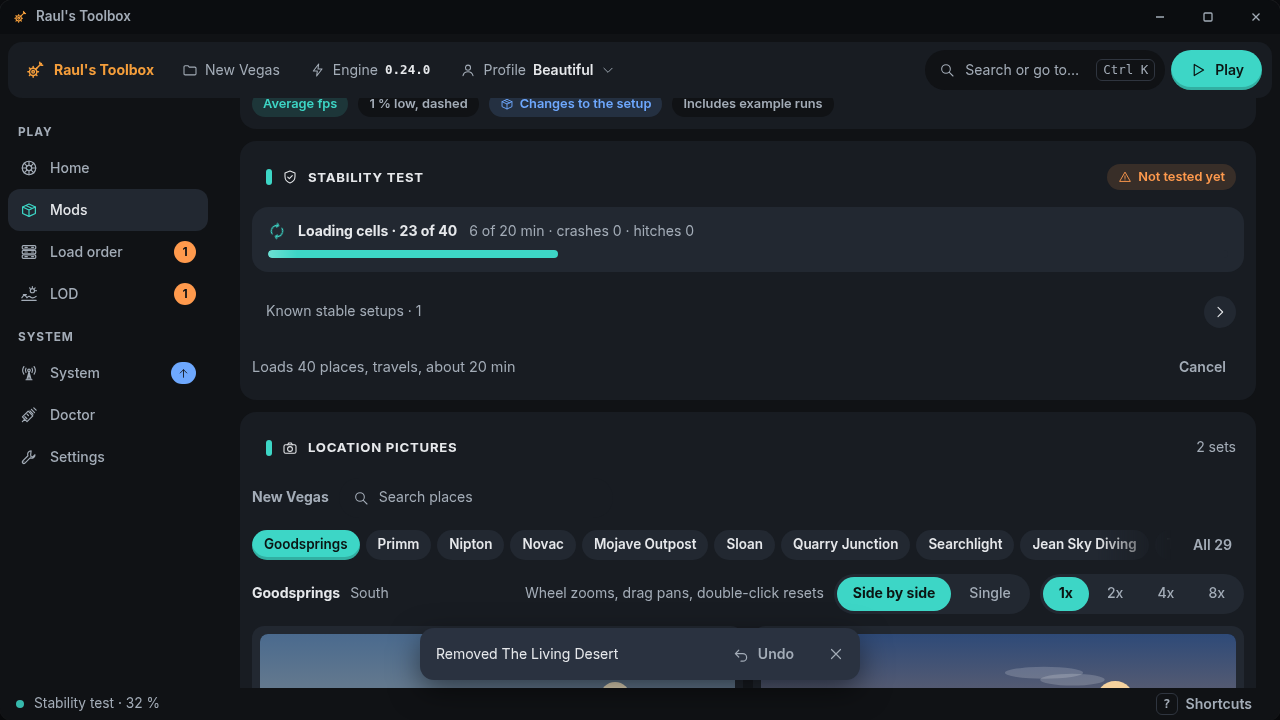 Raul's Toolbox
Raul's Toolbox
New Vegas
Engine 0.24.0
Profile Beautiful
Search or go to...
Ctrl K
Play
PLAY
Home
Mods
Load order
1
LOD
1
SYSTEM
System
Doctor
Settings
Average fps
1 % low, dashed
Changes to the setup
Includes example runs
STABILITY TEST
Not tested yet
Loading cells · 23 of 40 6 of 20 min · crashes 0 · hitches 0
Known stable setups · 1
Loads 40 places, travels, about 20 min
Cancel
LOCATION PICTURES
2 sets
New Vegas
Search places
Goodsprings
Primm
Nipton
Novac
Mojave Outpost
Sloan
Quarry Junction
Searchlight
Jean Sky Diving
All 29
Goodsprings South
Wheel zooms, drag pans, double-click resets
Side by side
Single
1x
2x
4x
8x
Removed The Living Desert
Undo
Stability test · 32 %
? Shortcuts